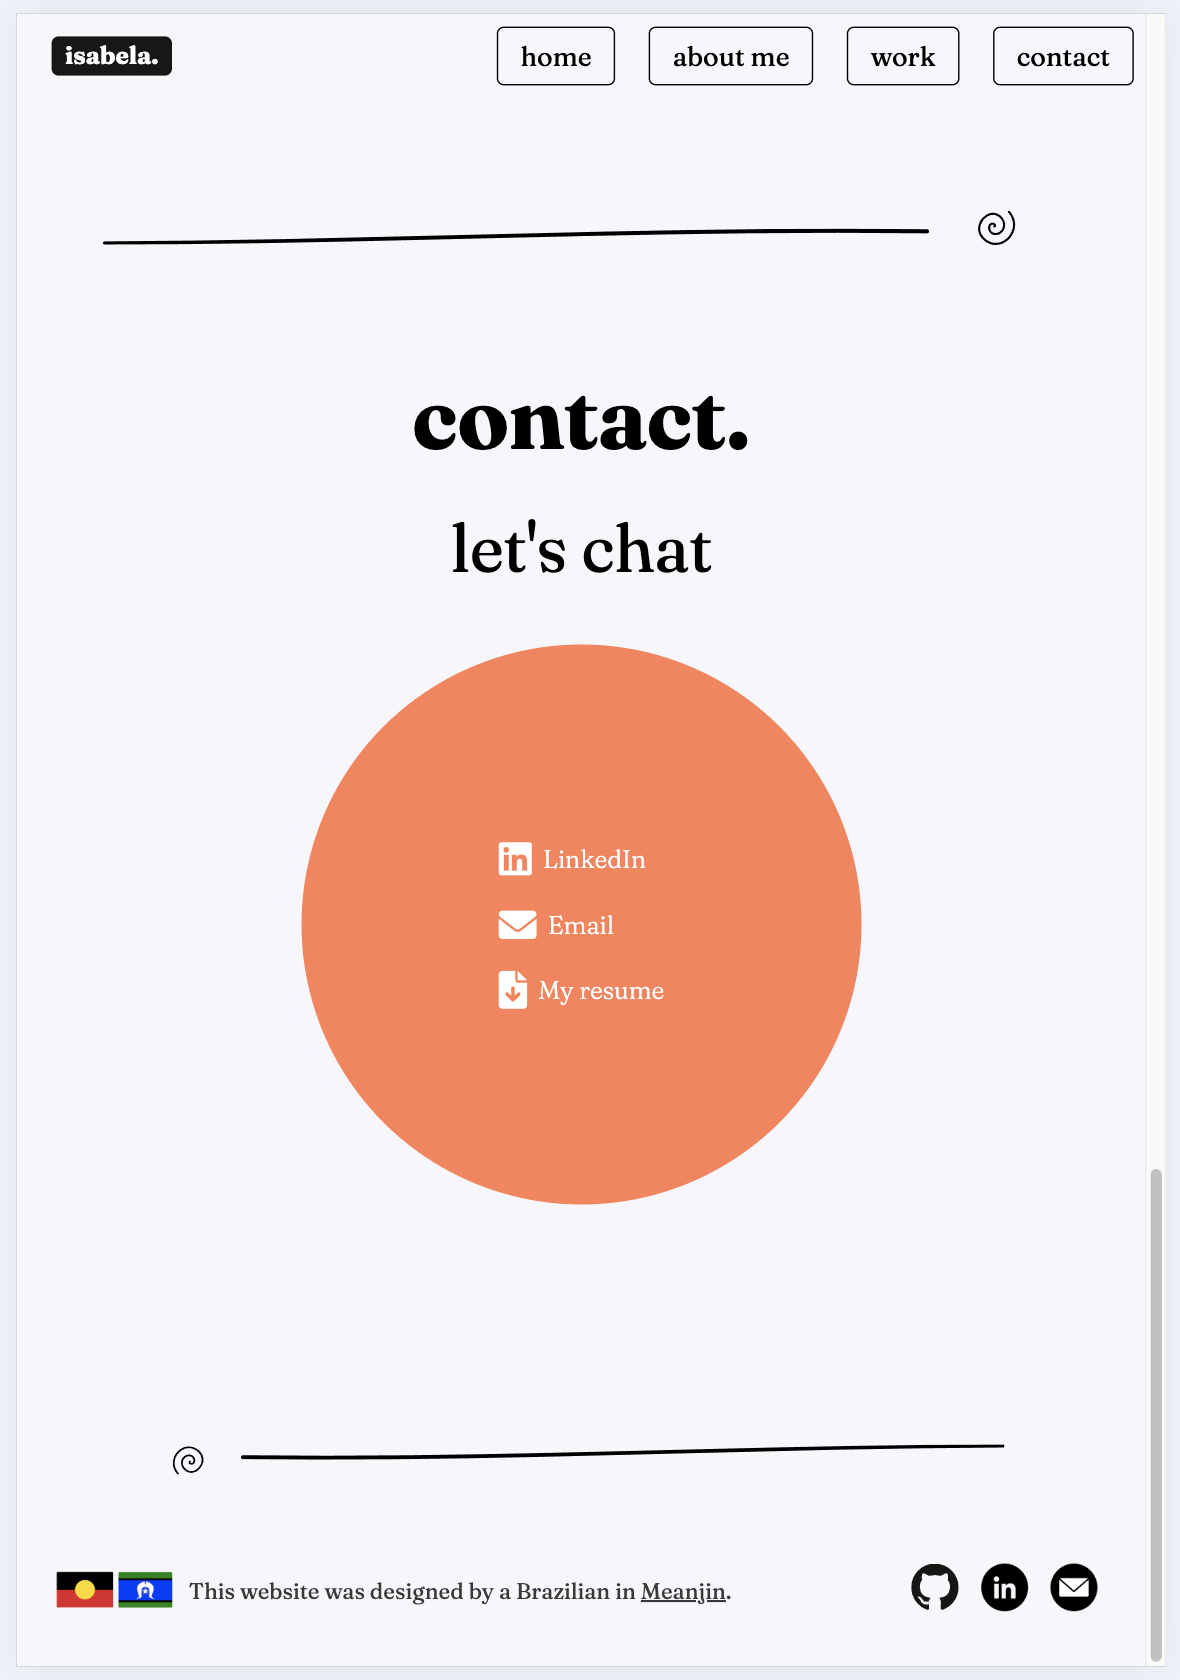 isabela.
home
about me
work
contact
contact.
let's chat
LinkedIn
Email
My resume
This website was designed by a Brazilian in Meanjin.